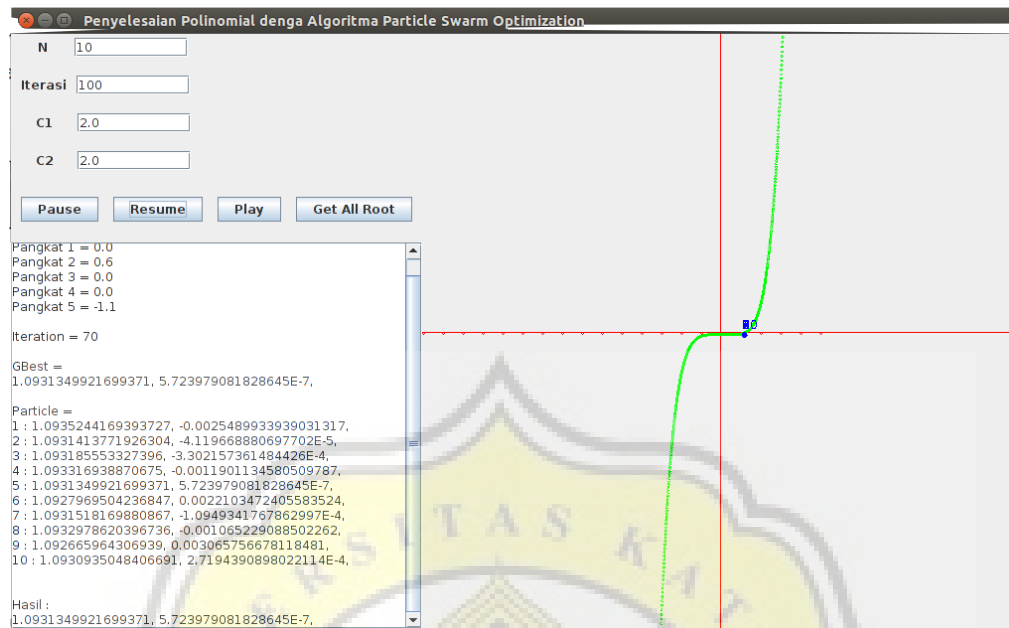 Penyelesaian Polinomial denga Algoritma Particle Swarm Optimization
N 10
Iterasi 100
C1 2.0
C2 2.0
Pause Resume Play Get All Root
Pangkat 1 = 0.0
Pangkat 2 = 0.6
Pangkat 3 = 0.0
Pangkat 4 = 0.0
Pangkat 5 = -1.1
Iteration = 70
GBest =
1.0931349921699371, 5.723979081828645E-7,
Particle =
1 : 1.0935244169393727, -0.0025489933939031317,
2 : 1.0931413771926304, -4.119668880697702E-5,
3 : 1.093185553327396, -3.302157361484426E-4,
4 : 1.093316938870675, -0.0011901134580509787,
5 : 1.0931349921699371, 5.723979081828645E-7,
6 : 1.0927969504236847, 0.0022103472405583524,
7 : 1.0931518169880867, -1.0949341767862997E-4,
8 : 1.0932978620396736, -0.001065229088502262,
9 : 1.092665964306939, 0.003065756678118481,
10 : 1.0930935048406691, 2.7194390898022114E-4,
Hasil :
1.0931349921699371, 5.723979081828645E-7,
ERSITAS KAT